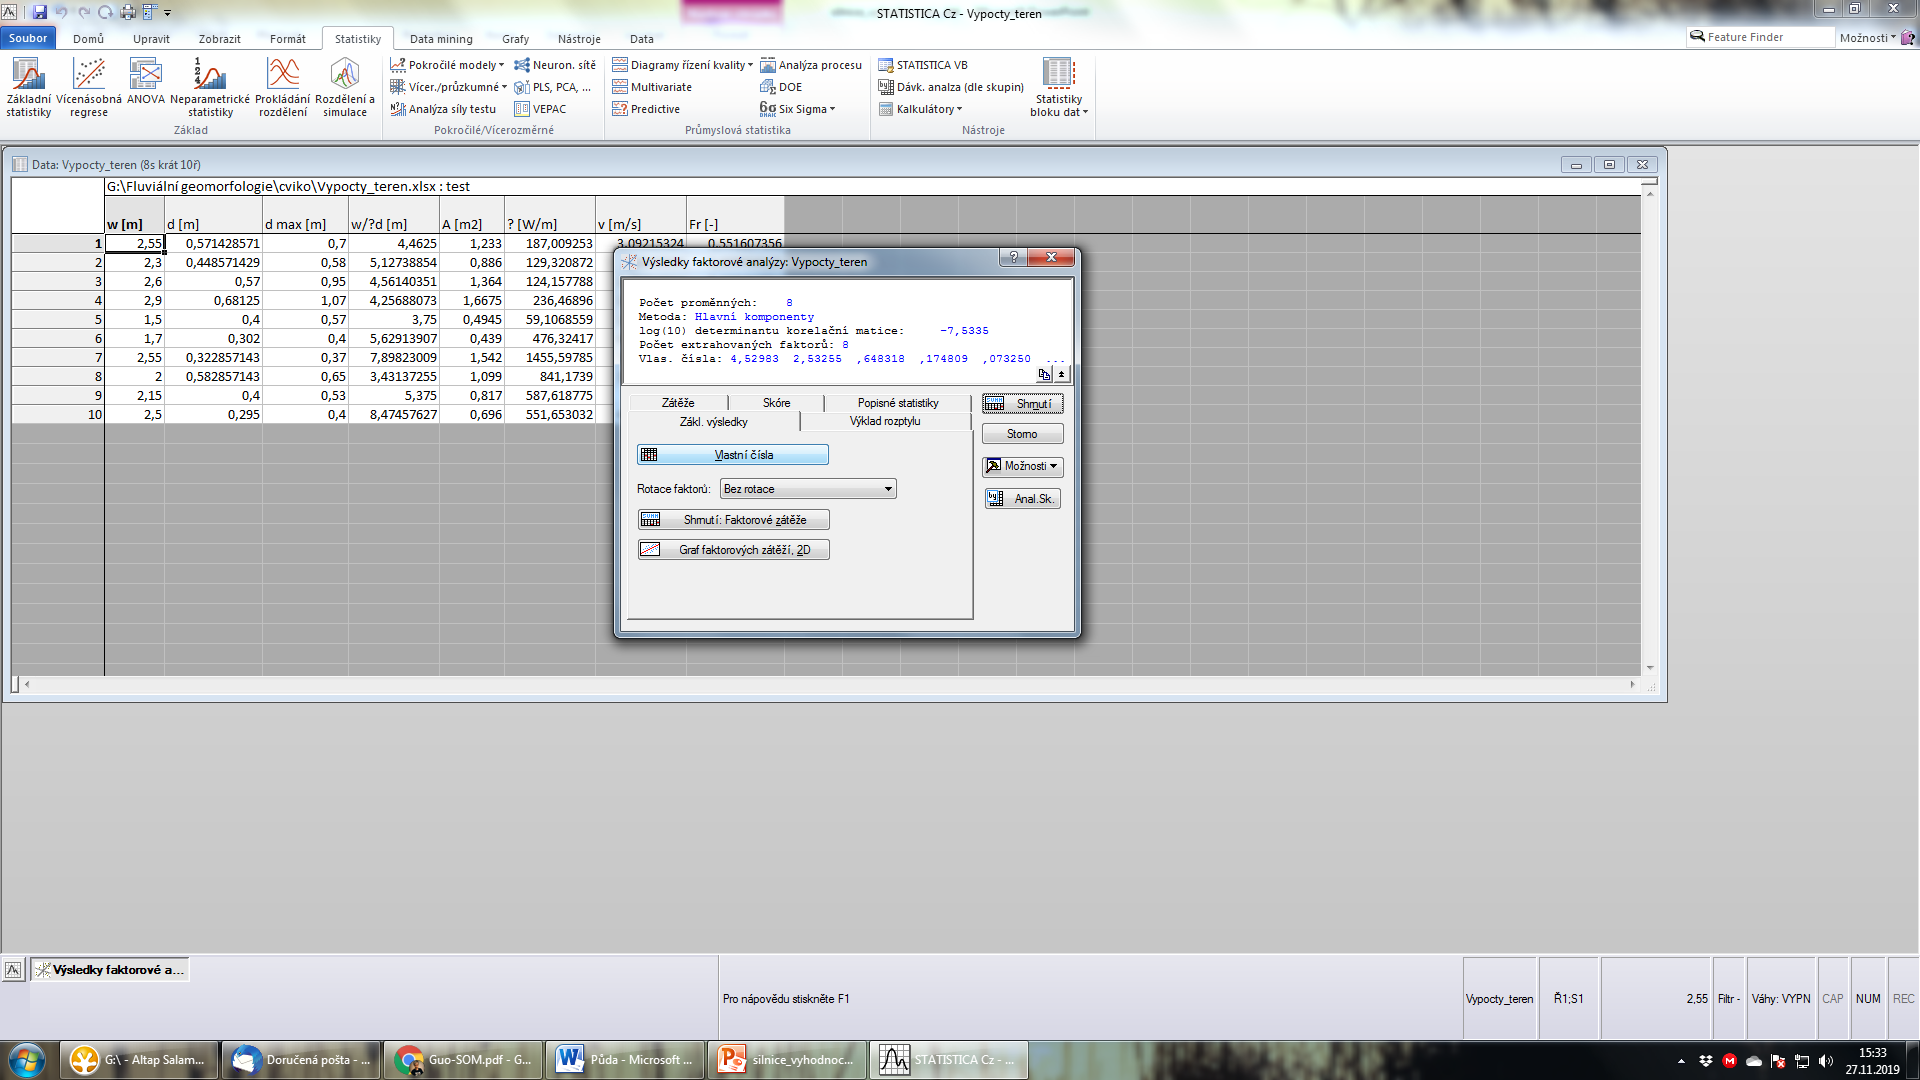 STATISTICA Cz - Vypocty_teren
Soubor Domů Upravit Zobrazit Formát Statistiky Data mining Grafy Nástroje Data
Feature Finder Možnosti
Základní statistiky
Vícenásobná regrese
ANOVA
Neparametrické statistiky
Prokládání rozdělení
Rozdělení a simulace
Základ
Pokročilé modely Neuron. sítě
Vícer./průzkumné PLS, PCA, ...
Analýza síly testu VEPAC
Pokročilé/Vícerozměrné
Diagramy řízení kvality Analýza procesu
Multivariate DOE
Predictive Six Sigma
Průmyslová statistika
STATISTICA VB
Dávk. analza (dle skupin)
Kalkulátory
Statistiky bloku dat
Nástroje
Data: Vypocty_teren (8s krát 10ř)
G:\Fluviální geomorfologie\cviko\Vypocty_teren.xlsx : test
w [m] d [m] d max [m] w/?d [m] A [m2] ? [W/m] v [m/s] Fr [-]
1 2,55 0,571428571 0,7 4,4625 1,233 187,009253 3,09215324 0,551607356
2 2,3 0,448571429 0,58 5,12738854 0,886 129,320872
3 2,6 0,57 0,95 4,56140351 1,364 124,157788
4 2,9 0,68125 1,07 4,25688073 1,6675 236,46896
5 1,5 0,4 0,57 3,75 0,4945 59,1068559
6 1,7 0,302 0,4 5,62913907 0,439 476,32417
7 2,55 0,322857143 0,37 7,89823009 1,542 1455,59785
8 2 0,582857143 0,65 3,43137255 1,099 841,1739
9 2,15 0,4 0,53 5,375 0,817 587,618775
10 2,5 0,295 0,4 8,47457627 0,696 551,653032
Výsledky faktorové analýzy: Vypocty_teren
Počet proměnných: 8
Metoda: Hlavní komponenty
log(10) determinantu korelační matice: -7,5335
Počet extrahovaných faktorů: 8
Vlas. čísla: 4,52983 2,53255 ,648318 ,174809 ,073250 ...
Zátěže Skóre Popisné statistiky
Zákl. výsledky Výklad rozptylu
Vlastní čísla
Rotace faktorů: Bez rotace
Shrnutí: Faktorové zátěže
Graf faktorových zátěží, 2D
Shrnutí
Storno
Možnosti
Anal.Sk.
Výsledky faktorové a...
Pro nápovědu stiskněte F1
Vypocty_teren Ř1;S1 2,55 Filtr - Váhy: VYPN CAP NUM REC
G:\ - Altap Salam... Doručená pošta - ... Guo-SOM.pdf - G... Půda - Microsoft ... silnice_vyhodnoc... STATISTICA Cz - ...
15:33
27.11.2019